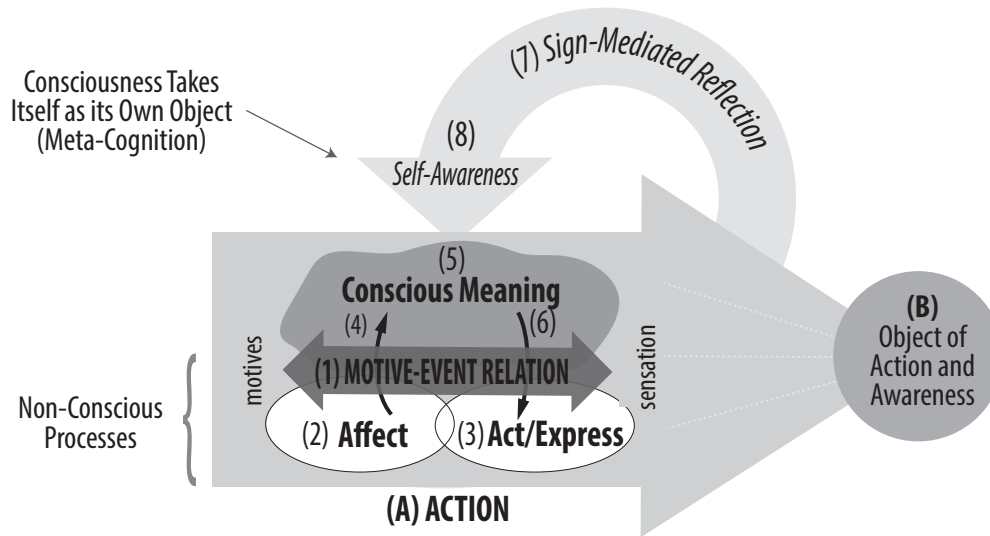 (7) Sign-Mediated Reflection
Consciousness Takes
Itself as its Own Object
(Meta-Cognition)
(8)
Self-Awareness
(5)
Conscious Meaning
(4)
(6)
motives
(1) MOTIVE-EVENT RELATION
sensation
(B)
Object of
Action and
Awareness
Non-Conscious
Processes
(2) Affect
(3) Act/Express
(A) ACTION